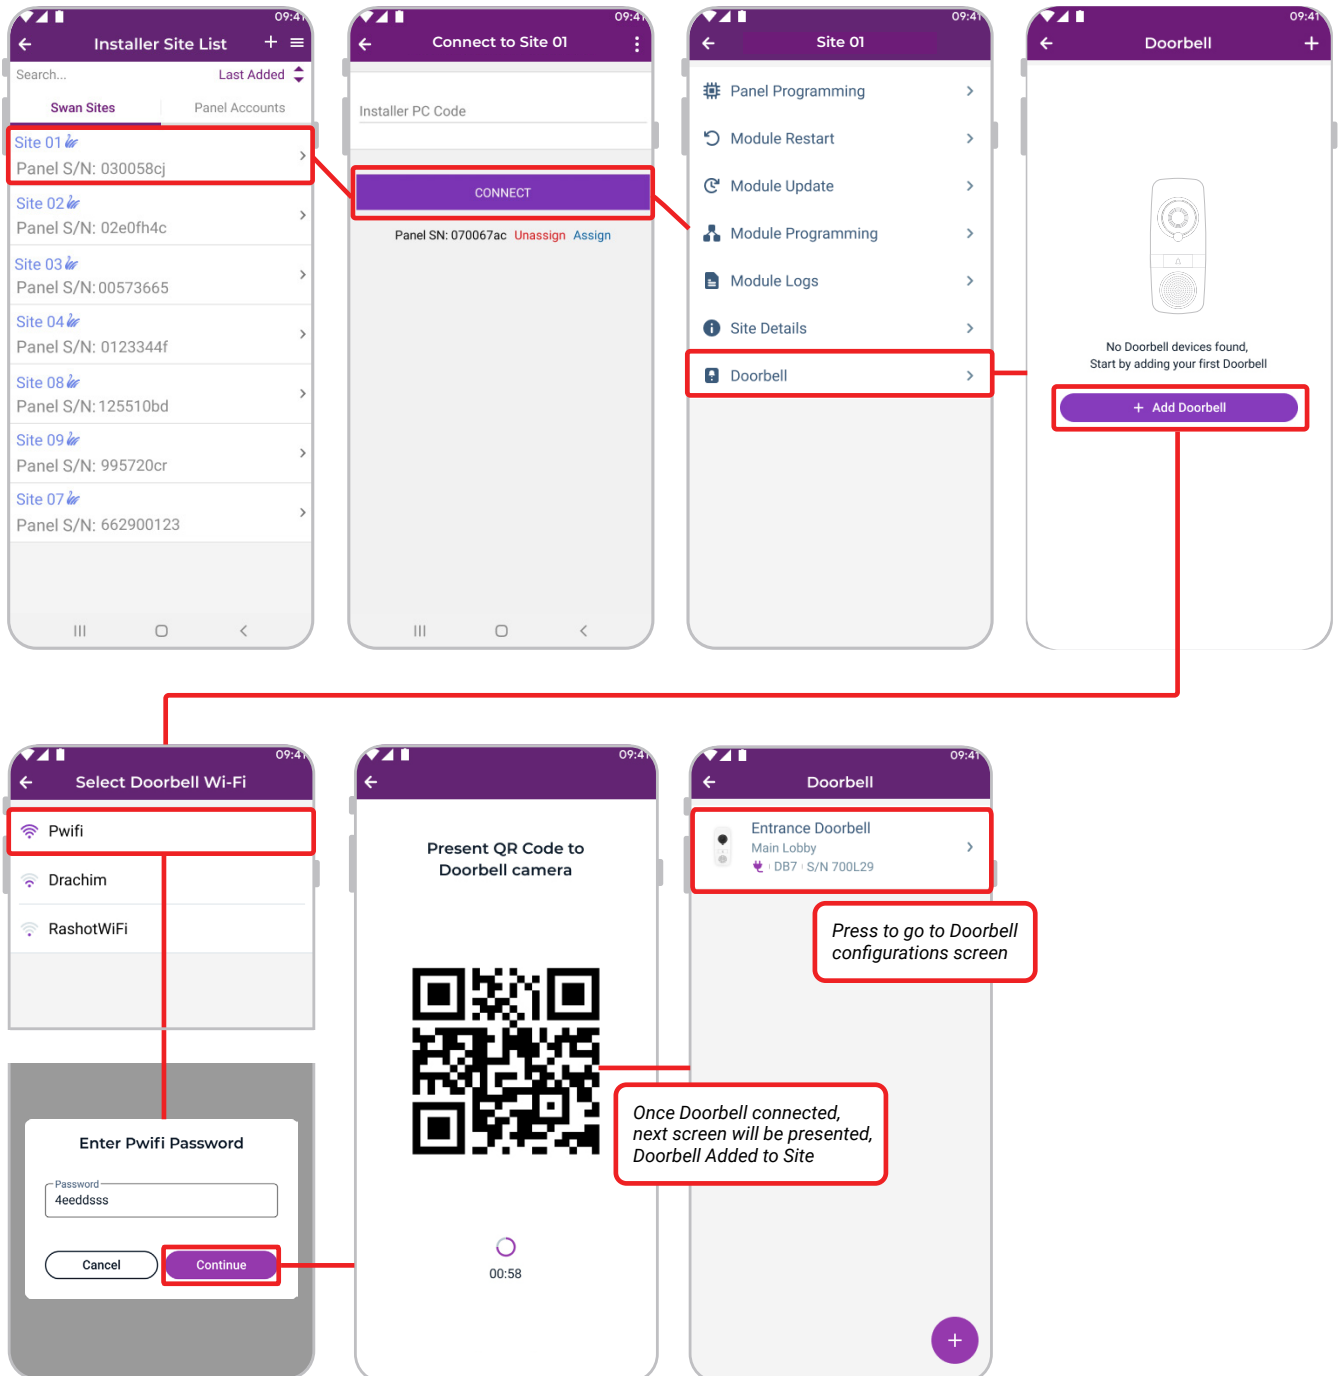 09:41
Installer Site List
Search...
Last Added
Swan Sites
Panel Accounts
Site 01
Panel S/N: 030058cj
Site 02
Panel S/N: 02e0fh4c
Site 03
Panel S/N: 00573665
Site 04
Panel S/N: 0123344f
Site 08
Panel S/N: 125510bd
Site 09
Panel S/N: 995720cr
Site 07
Panel S/N: 662900123
09:41
Connect to Site 01
Installer PC Code
CONNECT
Panel SN: 070067ac Unassign Assign
09:41
Site 01
Panel Programming
Module Restart
Module Update
Module Programming
Module Logs
Site Details
Doorbell
09:41
Doorbell
No Doorbell devices found,
Start by adding your first Doorbell
+ Add Doorbell
09:41
Select Doorbell Wi-Fi
Pwifi
Drachim
RashotWiFi
Enter Pwifi Password
Password
4eeddsss
Cancel
Continue
09:41
Present QR Code to
Doorbell camera
00:58
Once Doorbell connected,
next screen will be presented,
Doorbell Added to Site
09:41
Doorbell
Entrance Doorbell
Main Lobby
DB7 S/N 700L29
Press to go to Doorbell
configurations screen